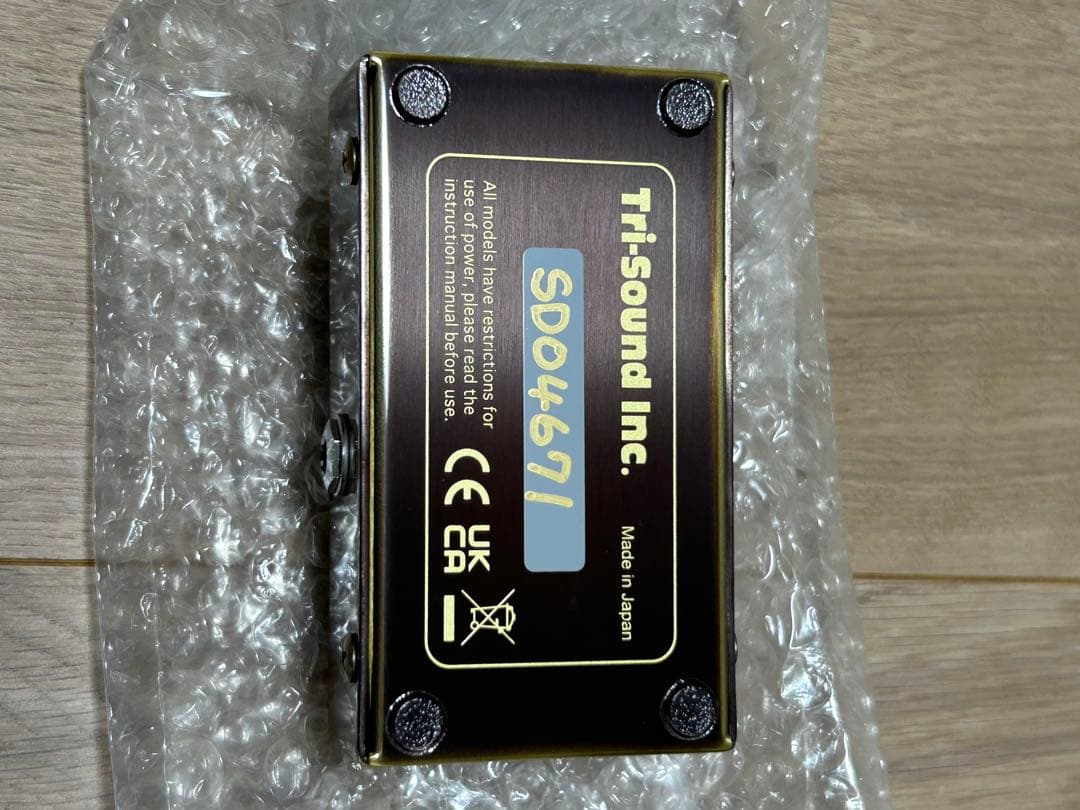 Tri-Sound Inc.
Made in Japan
SD04671
All models have restrictions for
use of power, please read the
instruction manual before use.
CE
UK
CA